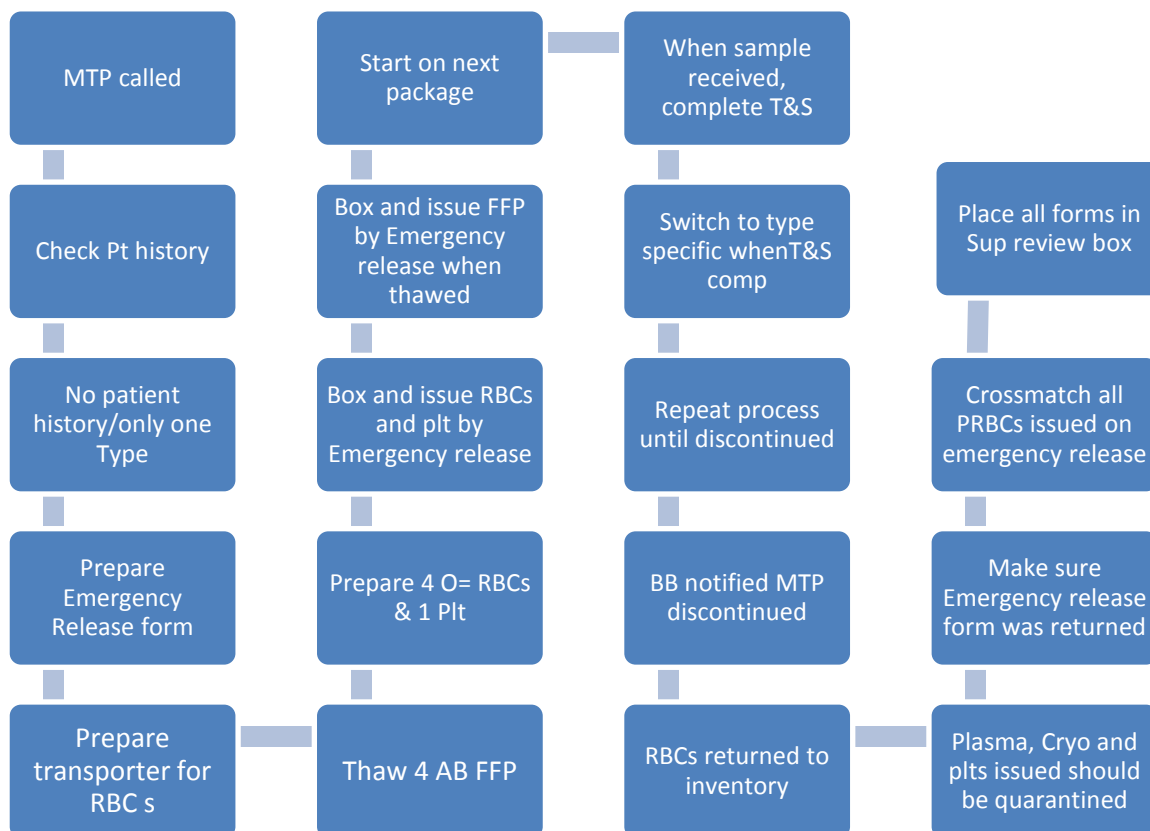 MTP called
Check Pt history
No patient
history/only one
Type
Prepare
Emergency
Release form
Prepare
transporter for
RBC s
Thaw 4 AB FFP
Prepare 4 O= RBCs
& 1 Plt
Box and issue RBCs
and plt by
Emergency release
Box and issue FFP
by Emergency
release when
thawed
Start on next
package
When sample
received,
complete T&S
Switch to type
specific whenT&S
comp
Repeat process
until discontinued
BB notified MTP
discontinued
RBCs returned to
inventory
Plasma, Cryo and
plts issued should
be quarantined
Make sure
Emergency release
form was returned
Crossmatch all
PRBCs issued on
emergency release
Place all forms in
Sup review box